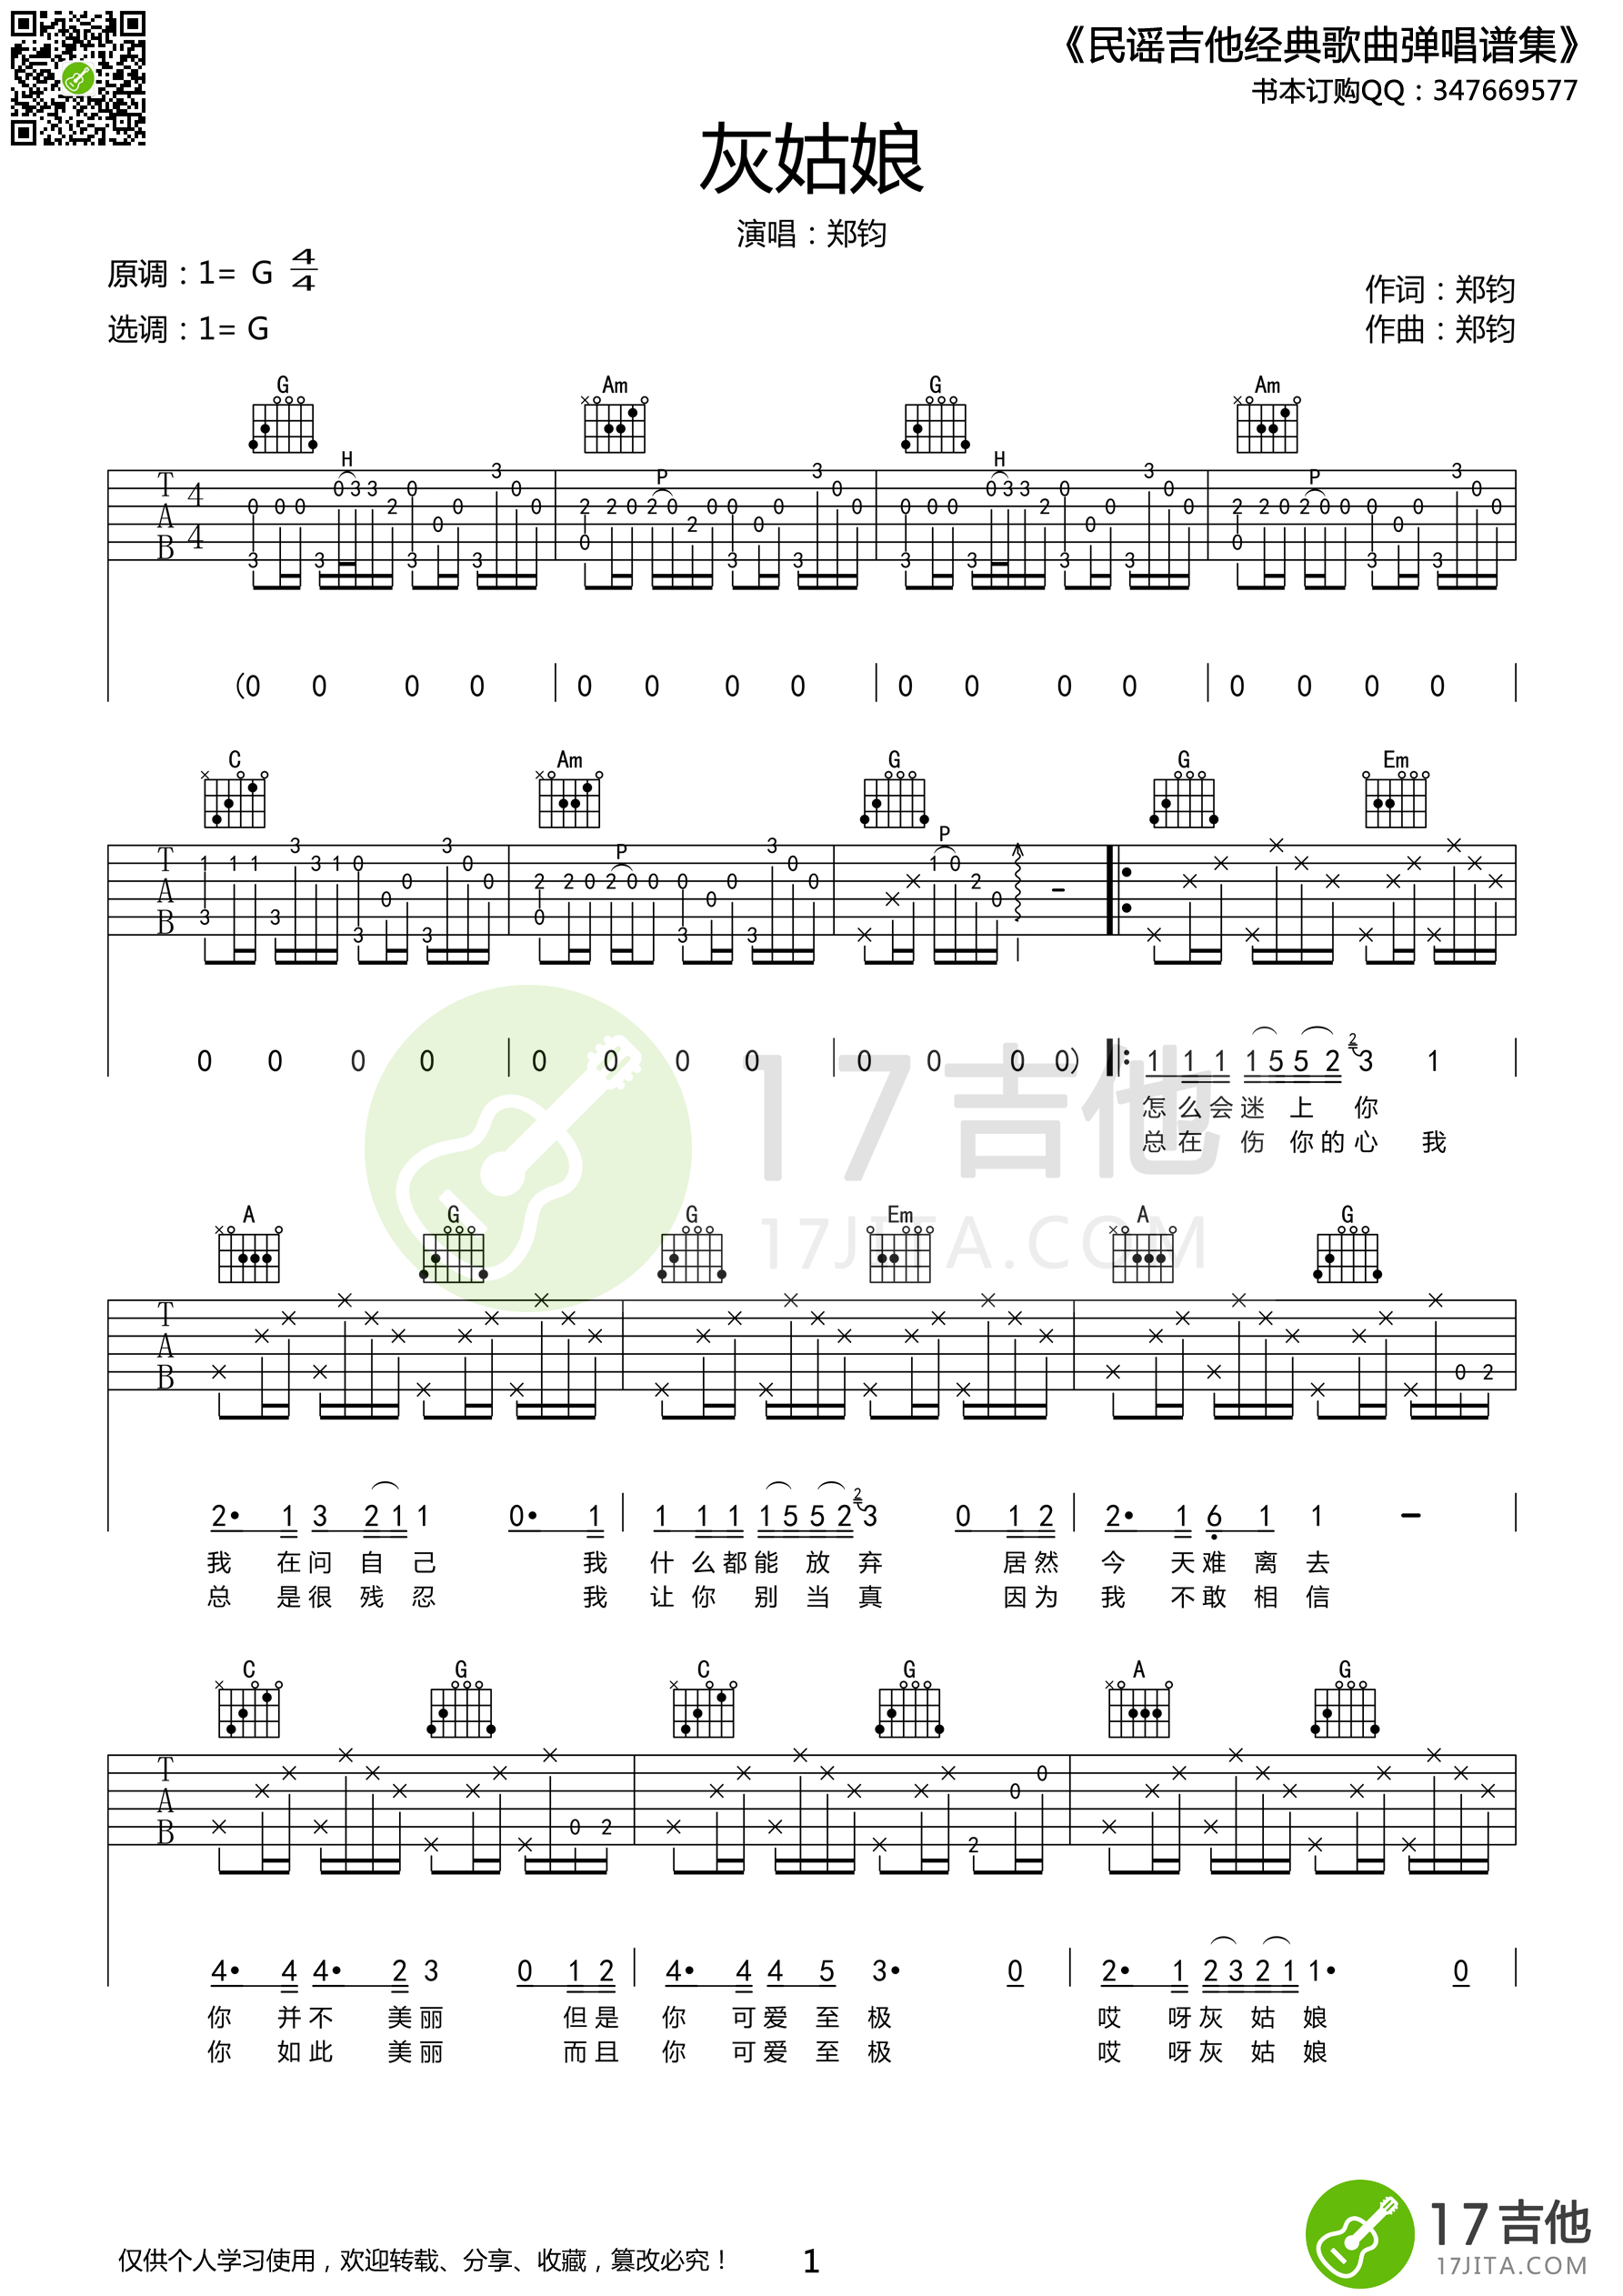 《民谣吉他经典歌曲弹唱谱集》
书本订购QQ：347669577
灰姑娘
演唱：郑钧
原调：1= G 4/4
选调：1= G
作词：郑钧
作曲：郑钧
G Am G Am
H P H P
T A B 4 4
(0 0 0 0 | 0 0 0 0 | 0 0 0 0 | 0 0 0 0 |
C Am G G Em
P P
T A B
0 0 0 0 | 0 0 0 0 | 0 0 0 0) |: 1 1 1 1 5 5 2 2 3 1 |
怎么会迷上你
总在伤你的心 我
17吉他
17JITA.COM
A G G Em A G
T A B
2· 1 3 2 1 1 0· 1 | 1 1 1 1 5 5 2 2 3 0 1 2 | 2· 1 6 1 1 - |
我在问自己 我什么都能放弃 居然今天难离去
总是很残忍 我让你别当真 因为我不敢相信
C G C G A G
T A B
4· 4 4· 2 3 0 1 2 | 4· 4 4 5 3· 0 | 2· 1 2 3 2 1 1· 0 |
你并不美丽 但是你可爱至极 哎呀灰姑娘
你如此美丽 而且你可爱至极 哎呀灰姑娘
仅供个人学习使用，欢迎转载、分享、收藏，篡改必究！
1
17吉他
17JITA.COM